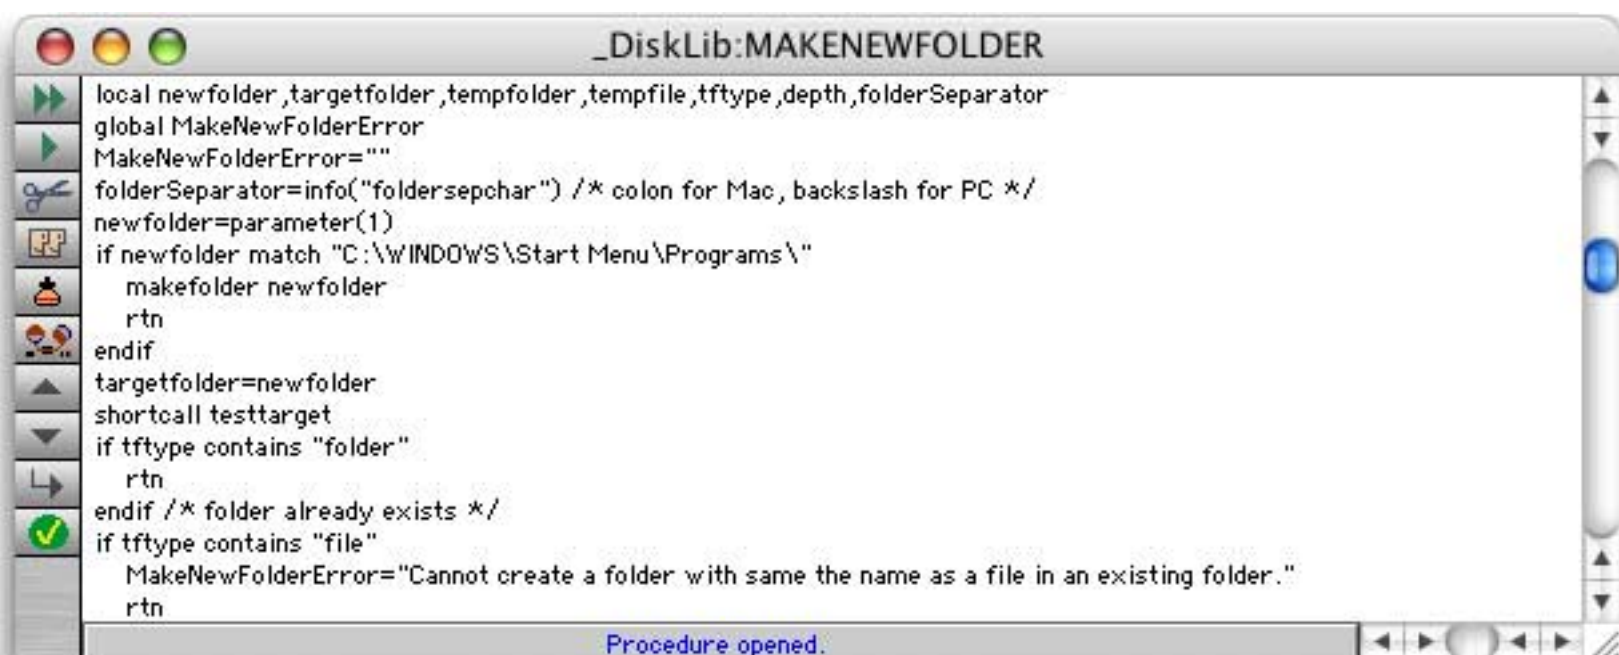 _DiskLib:MAKENEWFOLDER
local newfolder,targetfolder,tempfolder,tempfile,tftype,depth,folderSeparator
global MakeNewFolderError
MakeNewFolderError=""
folderSeparator=info("foldersepchar") /* colon for Mac, backslash for PC */
newfolder=parameter(1)
if newfolder match "C:\WINDOWS\Start Menu\Programs\"
    makefolder newfolder
    rtn
endif
targetfolder=newfolder
shortcall testtarget
if tftype contains "folder"
    rtn
endif /* folder already exists */
if tftype contains "file"
    MakeNewFolderError="Cannot create a folder with same the name as a file in an existing folder."
    rtn
Procedure opened.